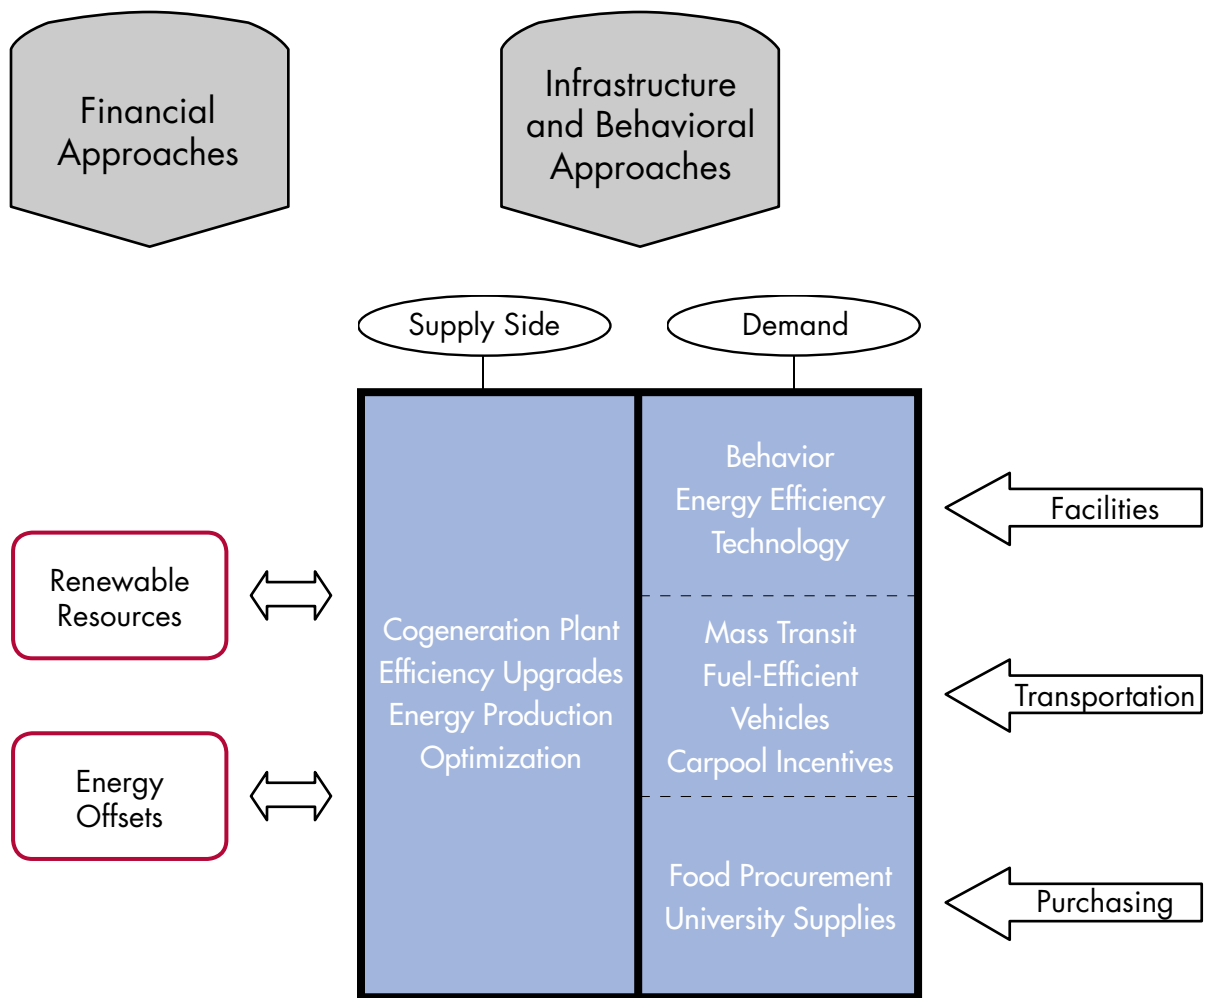 Financial
Approaches
Infrastructure
and Behavioral
Approaches
Supply Side
Demand
Renewable
Resources
Energy
Offsets
Cogeneration Plant
Efficiency Upgrades
Energy Production
Optimization
Behavior
Energy Efficiency
Technology
Mass Transit
Fuel-Efficient
Vehicles
Carpool Incentives
Food Procurement
University Supplies
Facilities
Transportation
Purchasing